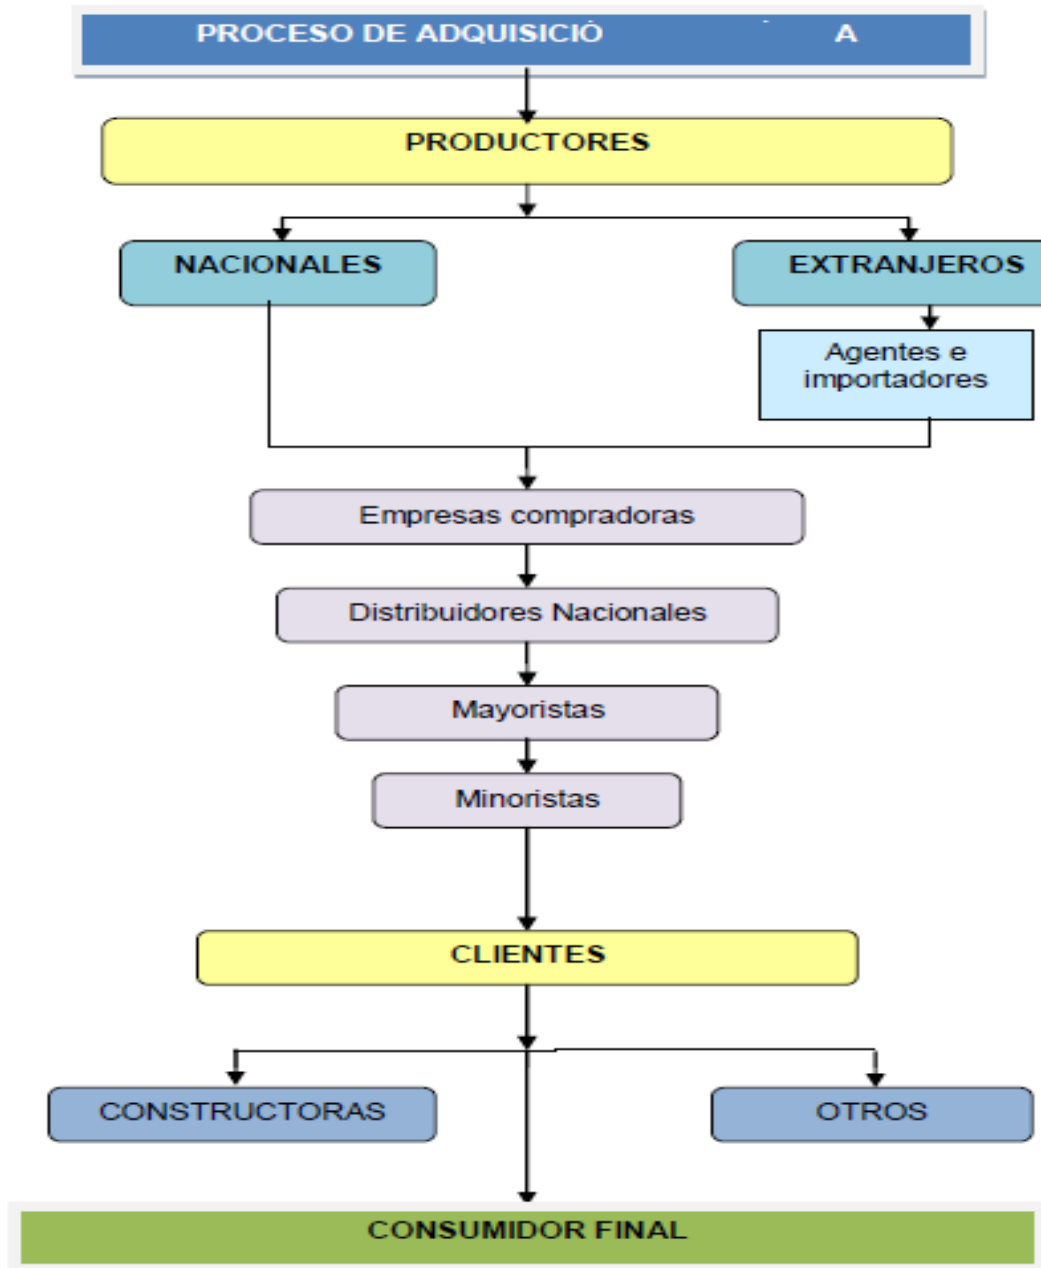 PROCESO DE ADQUISICIÓ A
PRODUCTORES
NACIONALES
EXTRANJEROS
Agentes e
importadores
Empresas compradoras
Distribuidores Nacionales
Mayoristas
Minoristas
CLIENTES
CONSTRUCTORAS
OTROS
CONSUMIDOR FINAL